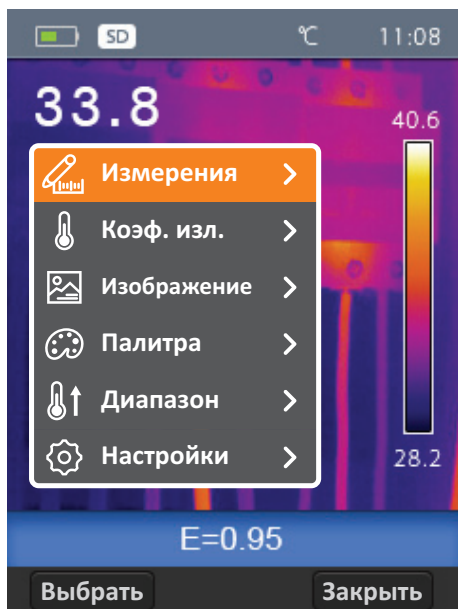 SD ℃ 11:08
33.8
40.6
Измерения
Коэф. изл.
Изображение
Палитра
Диапазон
Настройки
28.2
E=0.95
Выбрать Закрыть